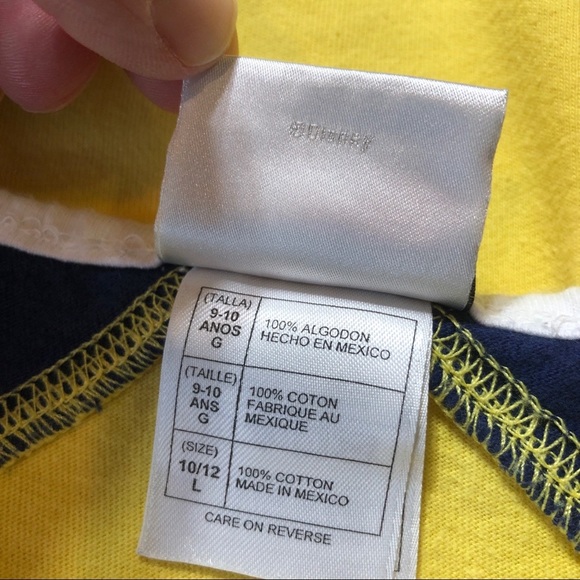 ©Disney
(TALLA)
9-10
ANOS
G
100% ALGODON
HECHO EN MEXICO
(TAILLE)
9-10
ANS
G
100% COTON
FABRIQUE AU
MEXIQUE
(SIZE)
10/12
L
100% COTTON
MADE IN MEXICO
CARE ON REVERSE